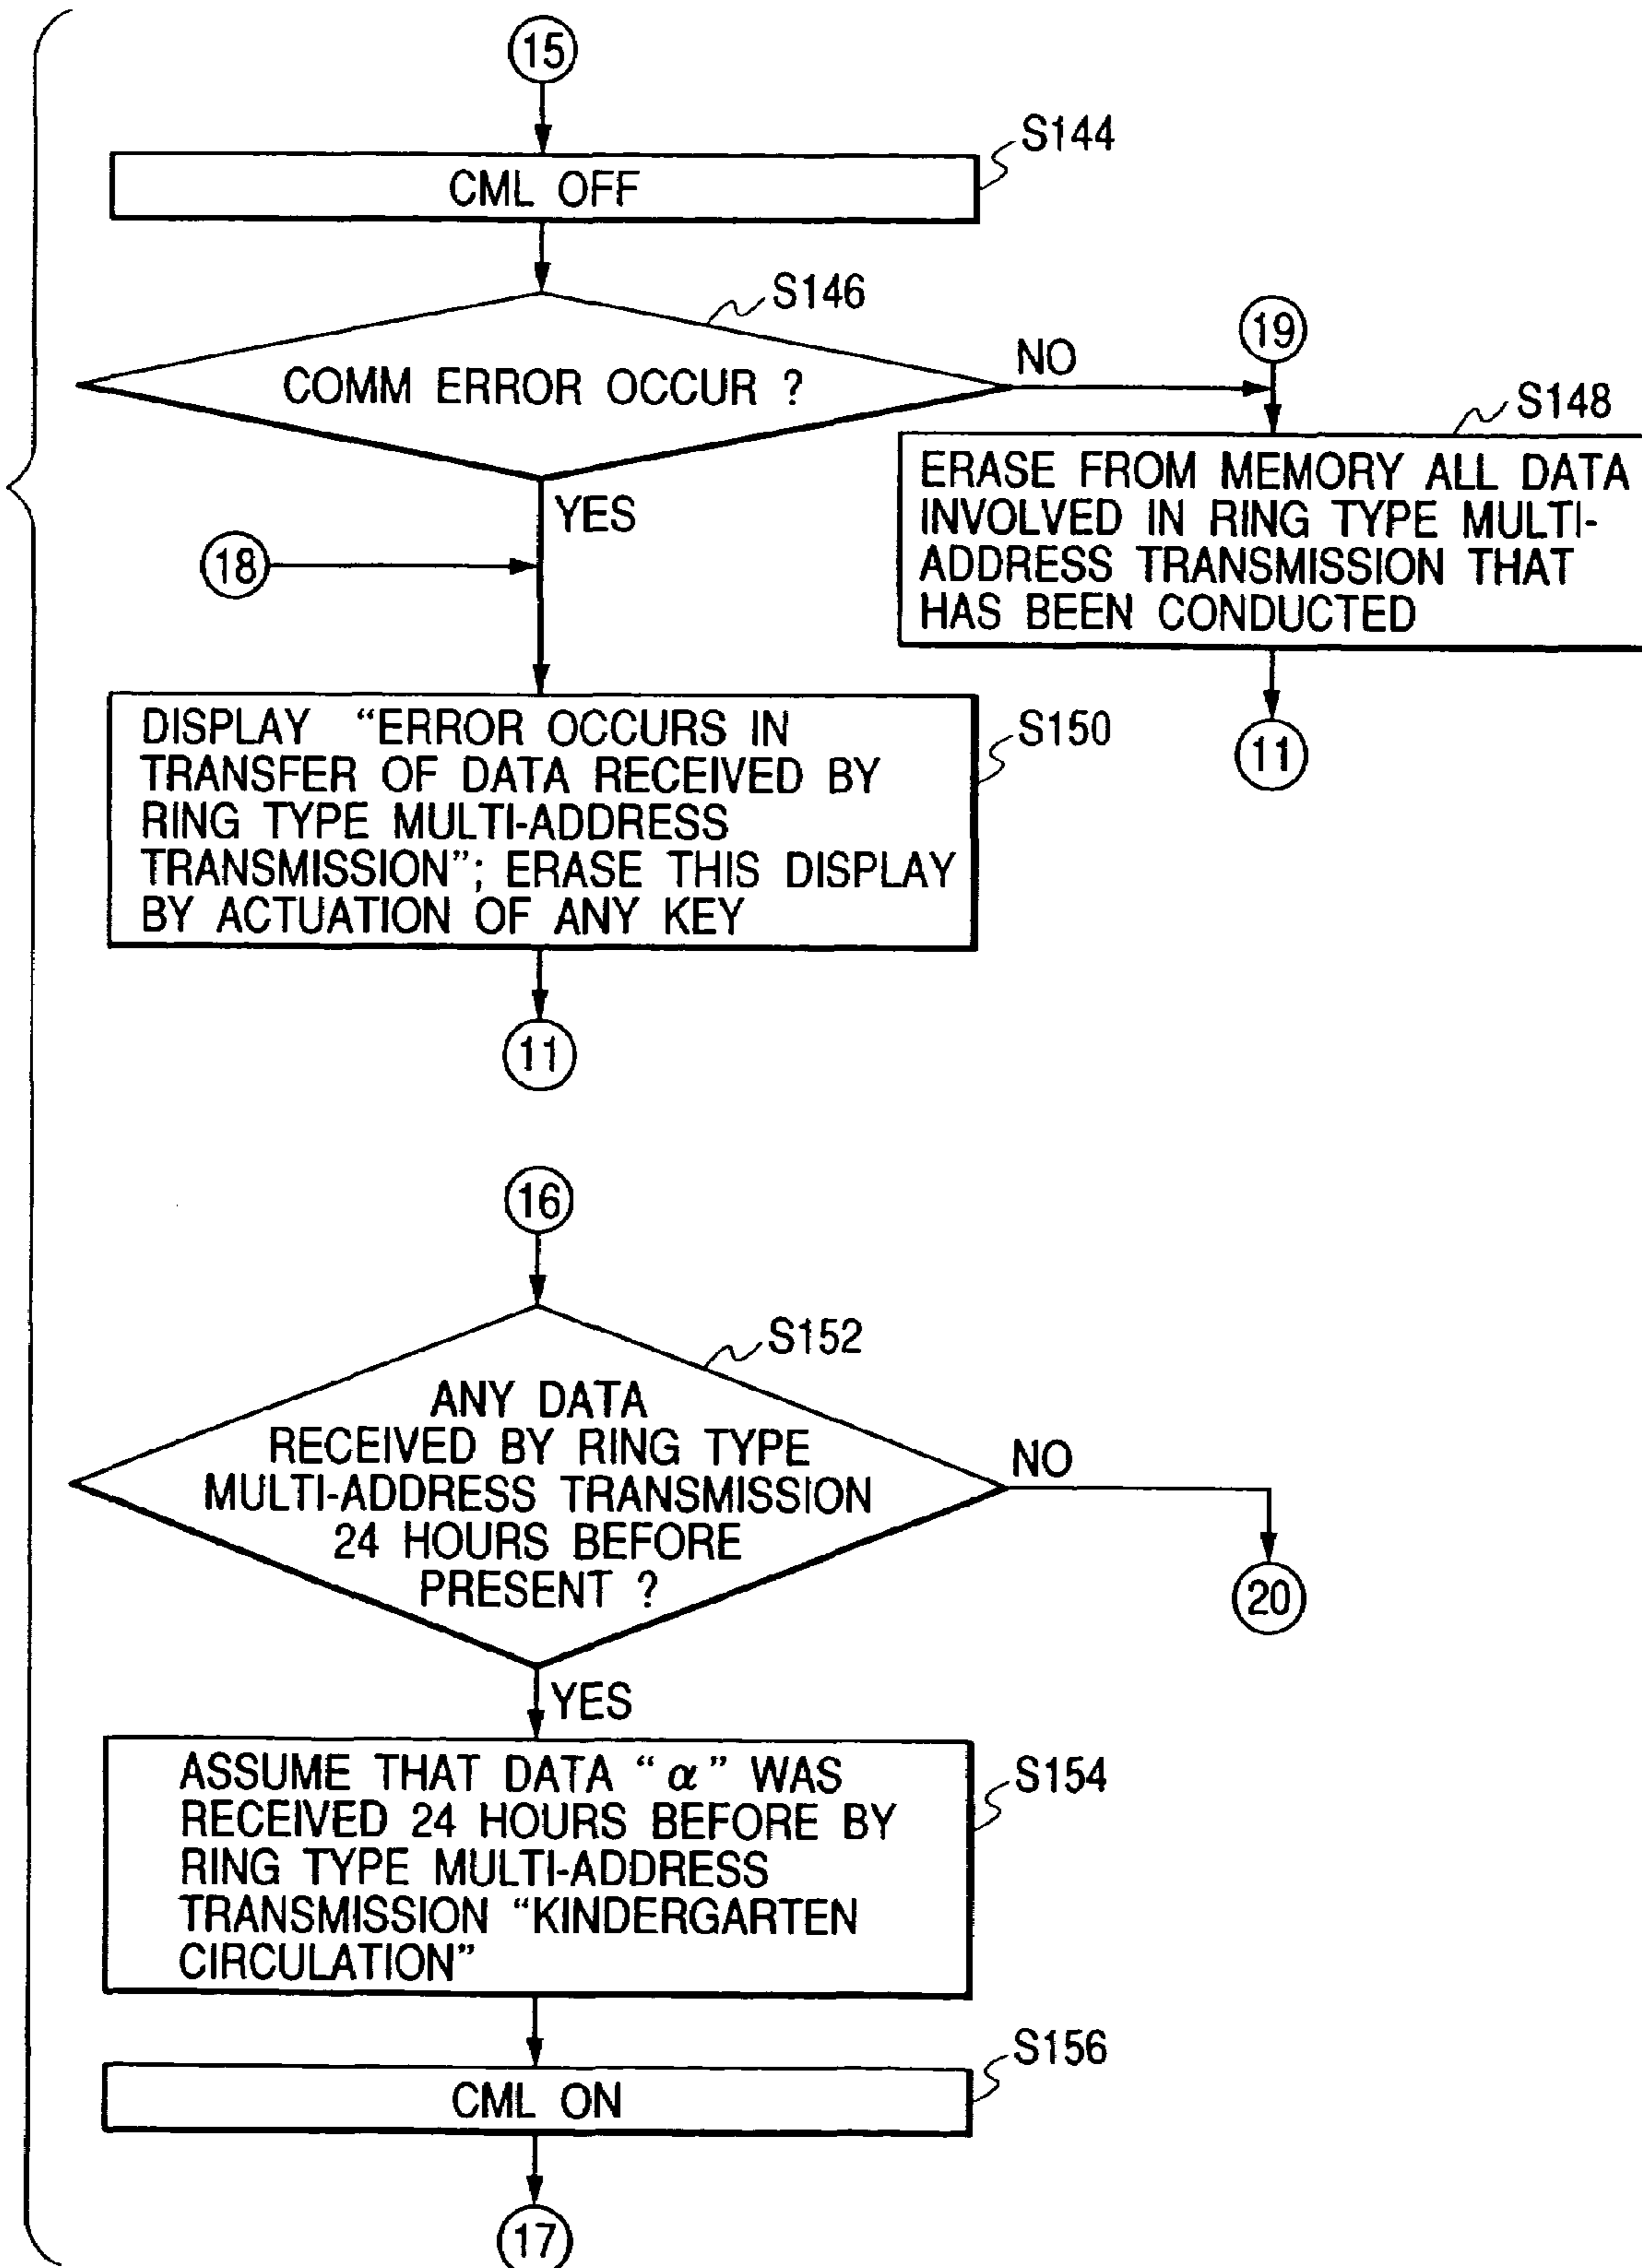 15
S144
CML OFF
S146
COMM ERROR OCCUR ?
NO
19
S148
ERASE FROM MEMORY ALL DATA
INVOLVED IN RING TYPE MULTI-
ADDRESS TRANSMISSION THAT
HAS BEEN CONDUCTED
11
YES
18
S150
DISPLAY “ERROR OCCURS IN
TRANSFER OF DATA RECEIVED BY
RING TYPE MULTI-ADDRESS
TRANSMISSION”; ERASE THIS DISPLAY
BY ACTUATION OF ANY KEY
11
16
S152
ANY DATA
RECEIVED BY RING TYPE
MULTI-ADDRESS TRANSMISSION
24 HOURS BEFORE
PRESENT ?
NO
20
YES
S154
ASSUME THAT DATA “α” WAS
RECEIVED 24 HOURS BEFORE BY
RING TYPE MULTI-ADDRESS
TRANSMISSION “KINDERGARTEN
CIRCULATION”
S156
CML ON
17